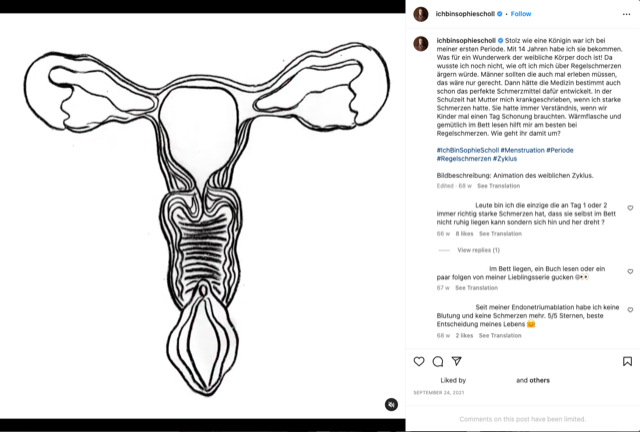 ichbinsophiescholl • Follow
ichbinsophiescholl Stolz wie eine Königin war ich bei
meiner ersten Periode. Mit 14 Jahren habe ich sie bekommen.
Was für ein Wunderwerk der weibliche Körper doch ist! Da
wusste ich noch nicht, wie oft ich mich über Regelschmerzen
ärgern würde. Männer sollten die auch mal erleben müssen,
das wäre nur gerecht. Dann hätte die Medizin bestimmt auch
schon das perfekte Schmerzmittel dafür entwickelt. In der
Schulzeit hat Mutter mich krankgeschrieben, wenn ich starke
Schmerzen hatte. Sie hatte immer Verständnis, wenn wir
Kinder mal einen Tag Schonung brauchten. Wärmflasche und
gemütlich im Bett lesen hilft mir am besten bei
Regelschmerzen. Wie geht ihr damit um?
#IchBinSophieScholl #Menstruation #Periode
#Regelschmerzen #Zyklus
Bildbeschreibung: Animation des weiblichen Zyklus.
Edited · 68 w See Translation
Leute bin ich die einzige die an Tag 1 oder 2
immer richtig starke Schmerzen hat, dass sie selbst im Bett
nicht ruhig liegen kann sondern sich hin und her dreht ?
66 w 8 likes See Translation
View replies (1)
Im Bett liegen, ein Buch lesen oder ein
paar folgen von meiner Lieblingsserie gucken
67 w See Translation
Seit meiner Endometriumablation habe ich keine
Blutung und keine Schmerzen mehr. 5/5 Sternen, beste
Entscheidung meines Lebens
68 w 2 likes See Translation
Liked by and others
SEPTEMBER 24, 2021
Comments on this post have been limited.